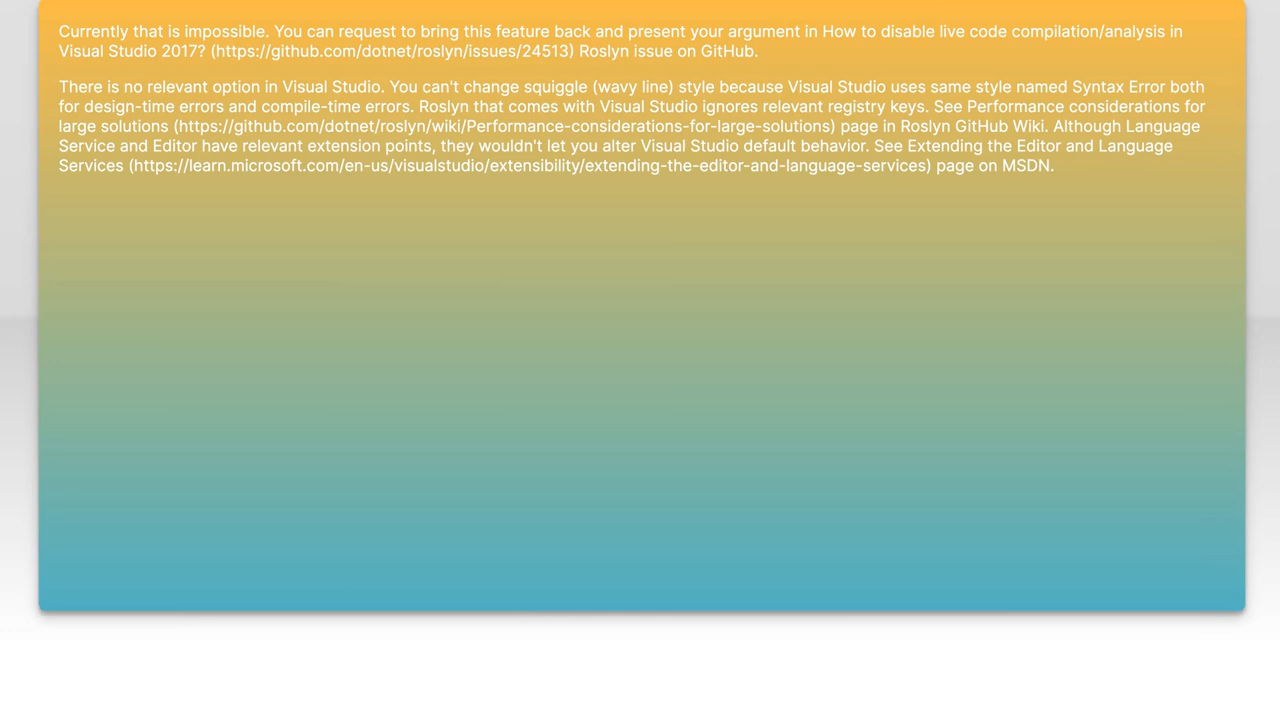 Currently that is impossible. You can request to bring this feature back and present your argument in How to disable live code compilation/analysis in
Visual Studio 2017? (https://github.com/dotnet/roslyn/issues/24513) Roslyn issue on GitHub.
There is no relevant option in Visual Studio. You can't change squiggle (wavy line) style because Visual Studio uses same style named Syntax Error both
for design-time errors and compile-time errors. Roslyn that comes with Visual Studio ignores relevant registry keys. See Performance considerations for
large solutions (https://github.com/dotnet/roslyn/wiki/Performance-considerations-for-large-solutions) page in Roslyn GitHub Wiki. Although Language
Service and Editor have relevant extension points, they wouldn't let you alter Visual Studio default behavior. See Extending the Editor and Language
Services (https://learn.microsoft.com/en-us/visualstudio/extensibility/extending-the-editor-and-language-services) page on MSDN.